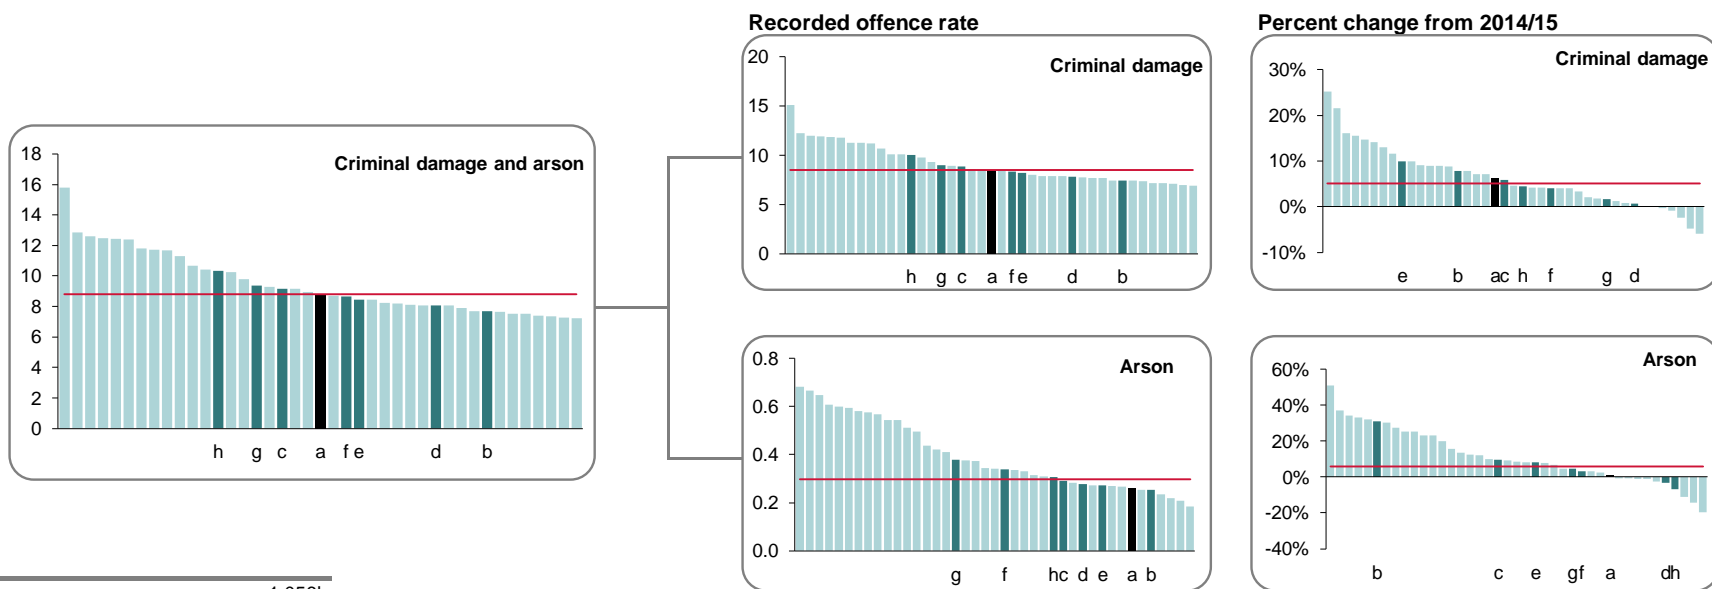 Recorded offence rate
Percent change from 2014/15
Criminal damage and arson
18
16
14
12
10
8
6
4
2
0
h g c a f e d b
Criminal damage
20
15
10
5
0
h g c a f e d b
Criminal damage
30%
20%
10%
0%
-10%
e b a c h f g d
Arson
0.8
0.6
0.4
0.2
0.0
g f h c d e a b
Arson
60%
40%
20%
0%
-20%
-40%
b c e g f a d h